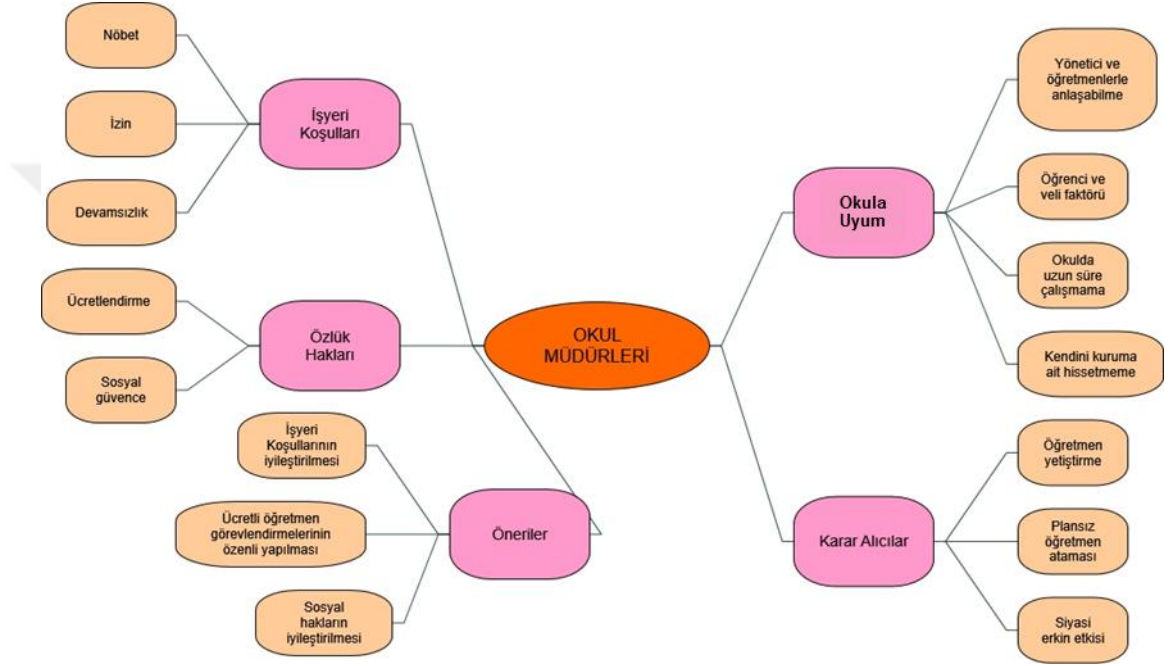 Nöbet
İzin
Devamsızlık
İşyeri
Koşulları
Ücretlendirme
Sosyal
güvence
Özlük
Hakları
İşyeri
Koşullarının
iyileştirilmesi
Ücretli öğretmen
görevlendirmelerinin
özenli yapılması
Sosyal
hakların
iyileştirilmesi
Öneriler
OKUL
MÜDÜRLERİ
Okula
Uyum
Yönetici ve
öğretmenlerle
anlaşabilme
Öğrenci ve
veli faktörü
Okulda
uzun süre
çalışmama
Kendini kuruma
ait hissetmeme
Karar Alıcılar
Öğretmen
yetiştirme
Plansız
öğretmen
ataması
Siyasi
erkin etkisi